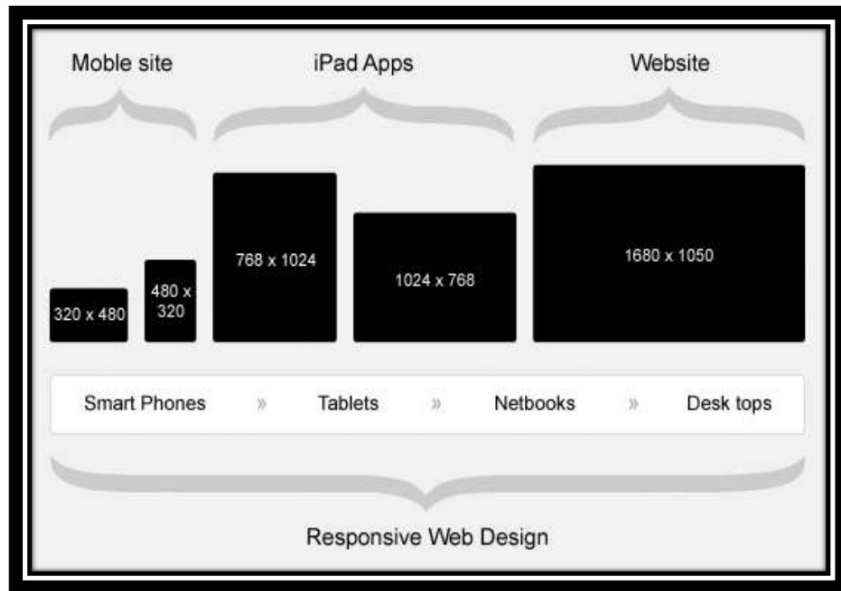 Moble site
iPad Apps
Website
320 x 480
480 x
320
768 x 1024
1024 x 768
1680 x 1050
Smart Phones » Tablets » Netbooks » Desk tops
Responsive Web Design